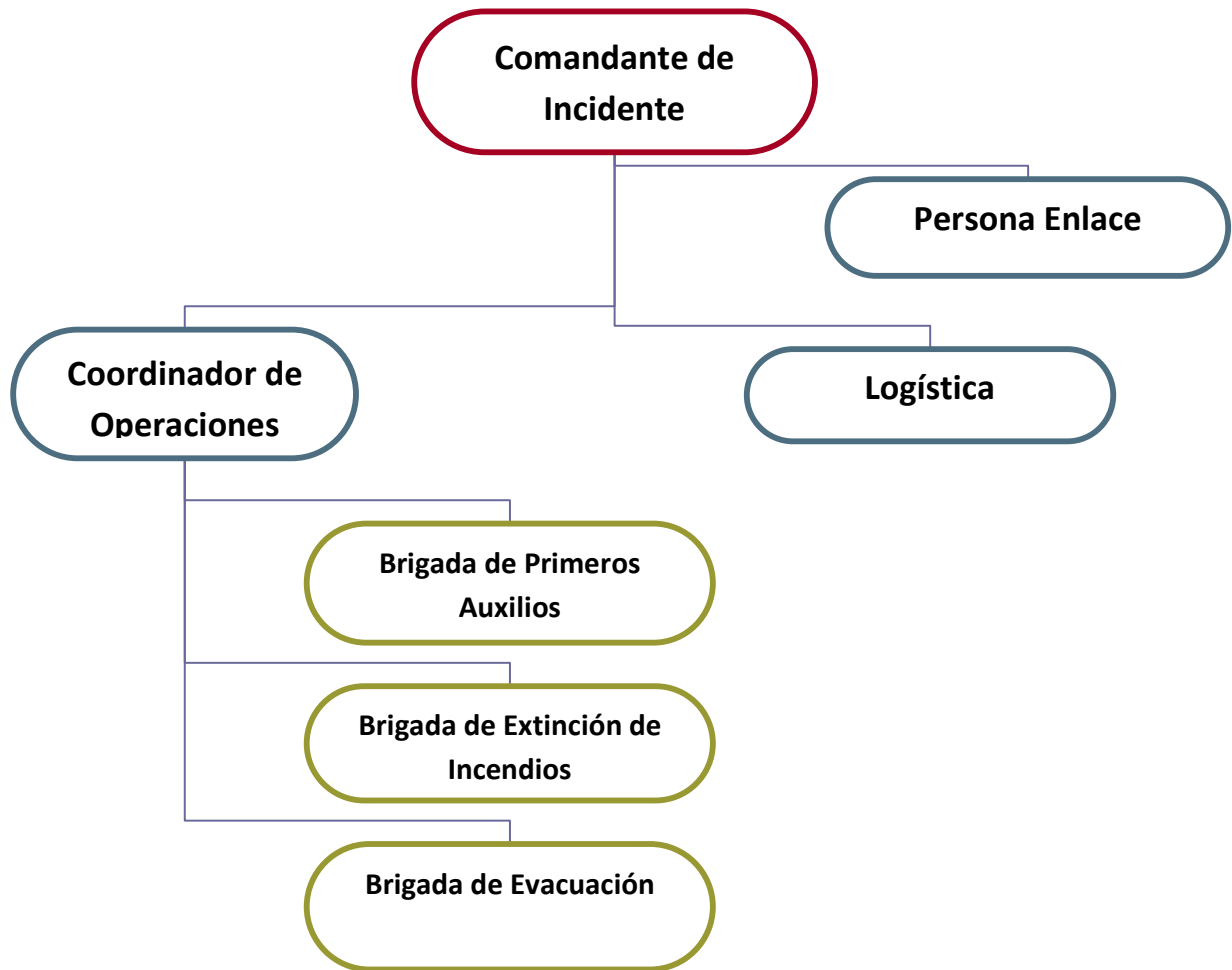 Comandante de
Incidente
Persona Enlace
Coordinador de
Operaciones
Logística
Brigada de Primeros
Auxilios
Brigada de Extinción de
Incendios
Brigada de Evacuación